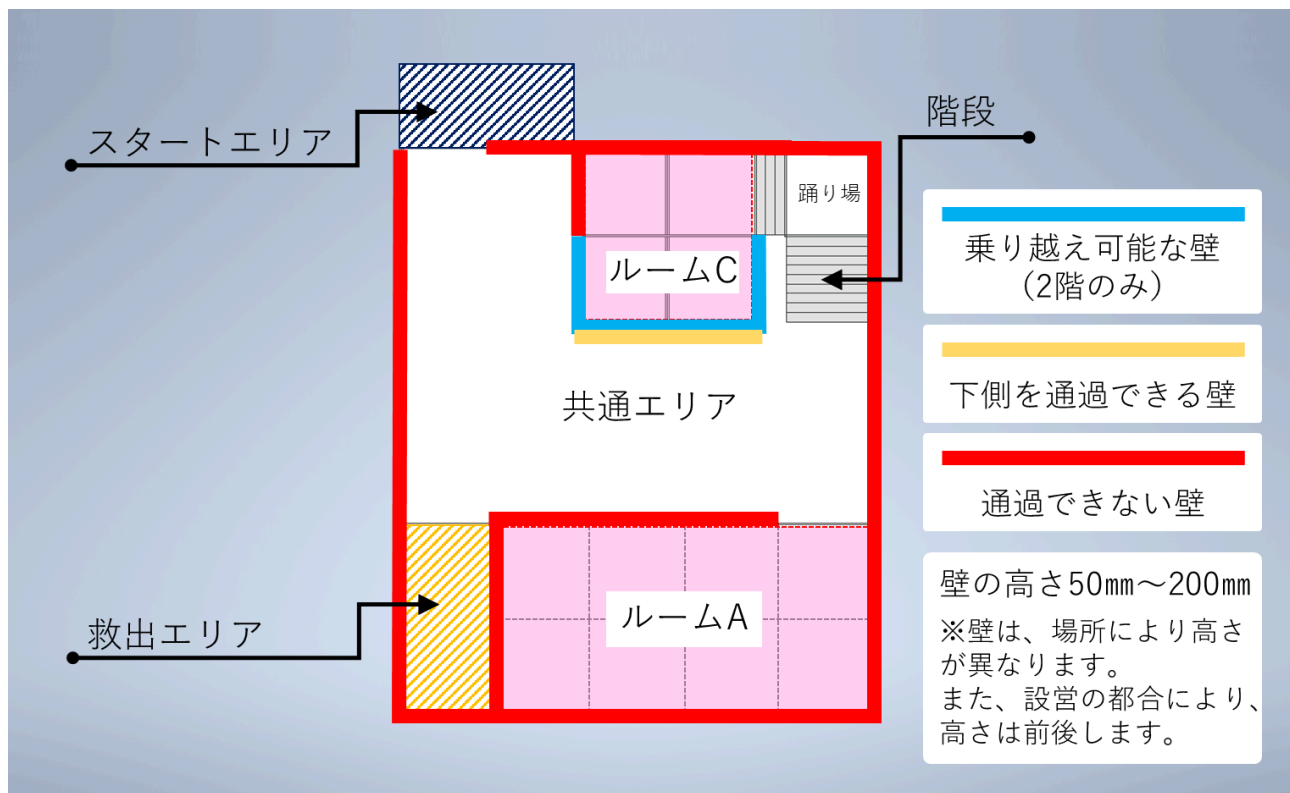 スタートエリア
階段
踊り場
ルームC
乗り越え可能な壁
(2階のみ)
共通エリア
下側を通過できる壁
通過できない壁
ルームA
救出エリア
壁の高さ50㎜～200㎜
※壁は、場所により高さ
が異なります。
また、設営の都合により、
高さは前後します。